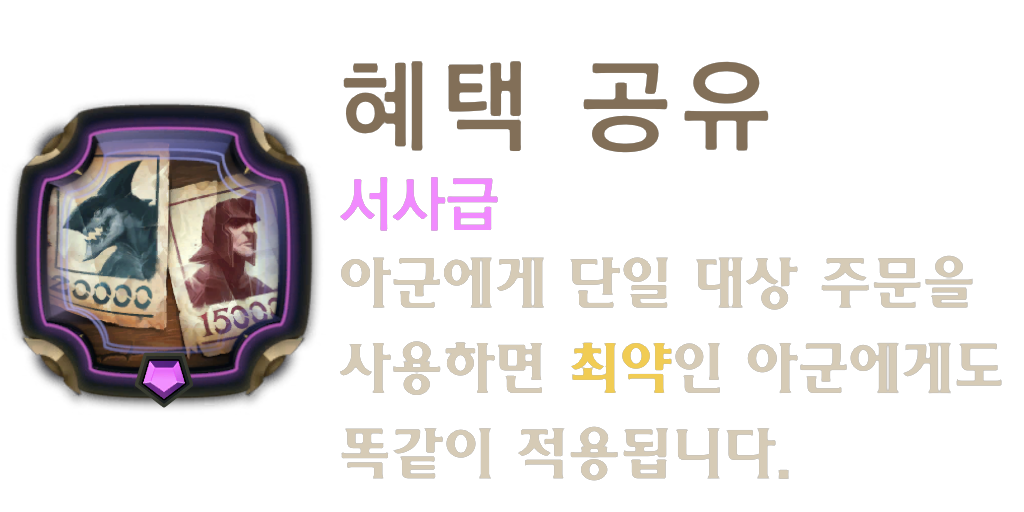 혜택 공유
서사급
아군에게 단일 대상 주문을
사용하면 최약인 아군에게도
똑같이 적용됩니다.